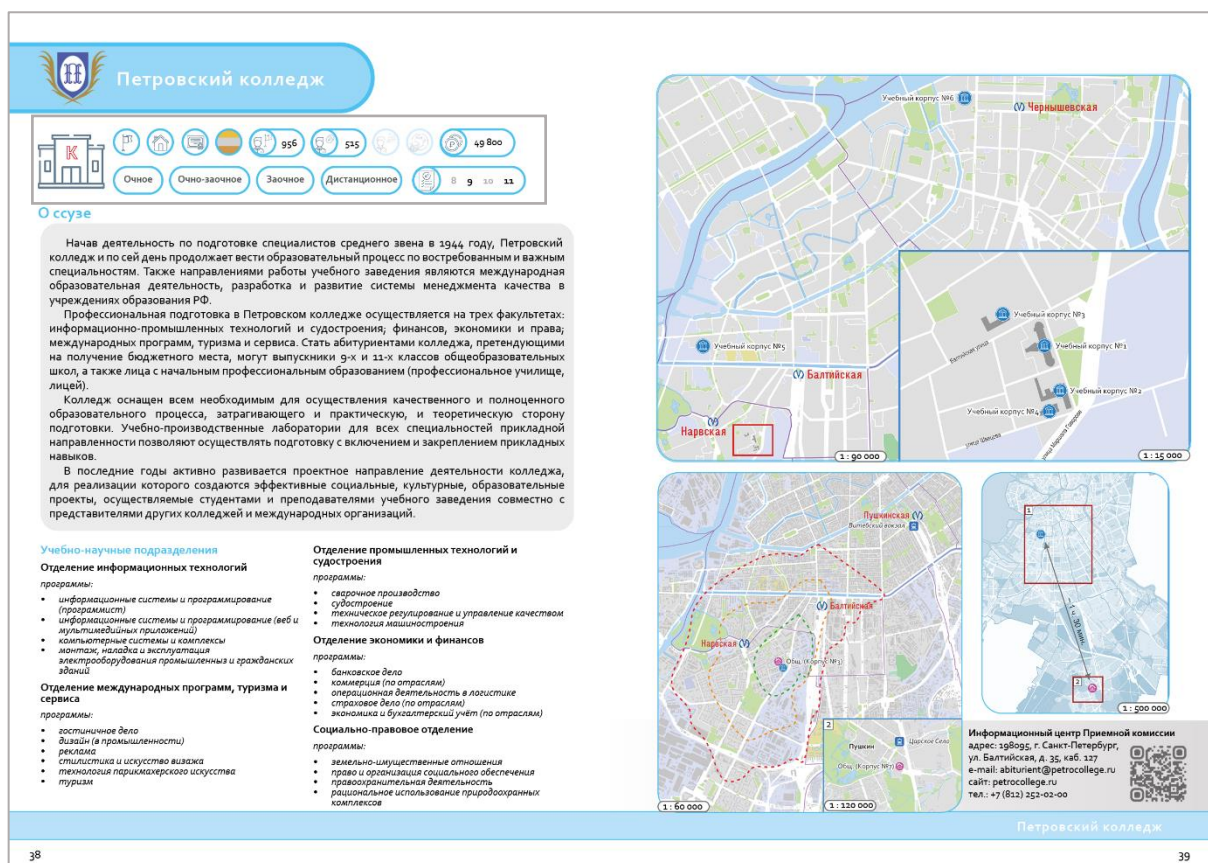 Петровский колледж
К
956
515
49 800
Очное
Очно-заочное
Заочное
Дистанционное
8 9 10 11
О ссузе
Начав деятельность по подготовке специалистов среднего звена в 1944 году, Петровский
колледж и по сей день продолжает вести образовательный процесс по востребованным и важным
специальностям. Также направлениями работы учебного заведения являются международная
образовательная деятельность, разработка и развитие системы менеджмента качества в
учреждениях образования РФ.
Профессиональная подготовка в Петровском колледже осуществляется на трех факультетах:
информационно-промышленных технологий и судостроения; финансов, экономики и права;
международных программ, туризма и сервиса. Стать абитуриентами колледжа, претендующими
на получение бюджетного места, могут выпускники 9-х и 11-х классов общеобразовательных
школ, а также лица с начальным профессиональным образованием (профессиональное училище,
лицей).
Колледж оснащен всем необходимым для осуществления качественного и полноценного
образовательного процесса, затрагивающего и практическую, и теоретическую сторону
подготовки. Учебно-производственные лаборатории для всех специальностей прикладной
направленности позволяют осуществлять подготовку с включением и закреплением прикладных
навыков.
В последние годы активно развивается проектное направление деятельности колледжа,
для реализации которого создаются эффективные социальные, культурные, образовательные
проекты, осуществляемые студентами и преподавателями учебного заведения совместно с
представителями других колледжей и международных организаций.
Учебно-научные подразделения
Отделение информационных технологий
программы:
• информационные системы и программирование
(программист)
• информационные системы и программирование (веб и
мультимедийных приложений)
• компьютерные системы и комплексы
• монтаж, наладка и эксплуатация
электрооборудования промышленныз и гражданских
зданий
Отделение международных программ, туризма и
сервиса
программы:
• гостиничное дело
• дизайн (в промышленности)
• реклама
• стилистика и искусство визажа
• технология парикмахерского искусства
• туризм
Отделение промышленных технологий и
судостроения
программы:
• сварочное производство
• судостроение
• техническое регулирование и управление качеством
• технология машиностроения
Отделение экономики и финансов
программы:
• банковское дело
• коммерция (по отраслям)
• операционная деятельность в логистике
• страховое дело (по отраслям)
• экономика и бухгалтерский учёт (по отраслям)
Социально-правовое отделение
программы:
• земельно-имущественные отношения
• право и организация социального обеспечения
• правоохранительная деятельность
• рациональное использование природоохранных
комплексов
38
Учебный корпус №6
Чернышевская
Учебный корпус №5
Балтийская
Нарвская
1 : 90 000
Учебный корпус №3
Балтийская улица
Учебный корпус №1
Учебный корпус №2
Учебный корпус №4
улица Швецова
улица Маршала Говорова
1 : 15 000
Пушкинская
Витебский вокзал
Балтийская
Нарвская
Общ. (Корпус №3)
1 : 60 000
2
Пушкин
Царское Село
Общ. (Корпус №7)
1 : 120 000
1
~1 ч 30 мин.
2
1 : 500 000
Информационный центр Приемной комиссии
адрес: 198095, г. Санкт-Петербург,
ул. Балтийская, д. 35, каб. 127
e-mail: abiturient@petrocollege.ru
сайт: petrocollege.ru
тел.: +7 (812) 252-02-00
Петровский колледж
39